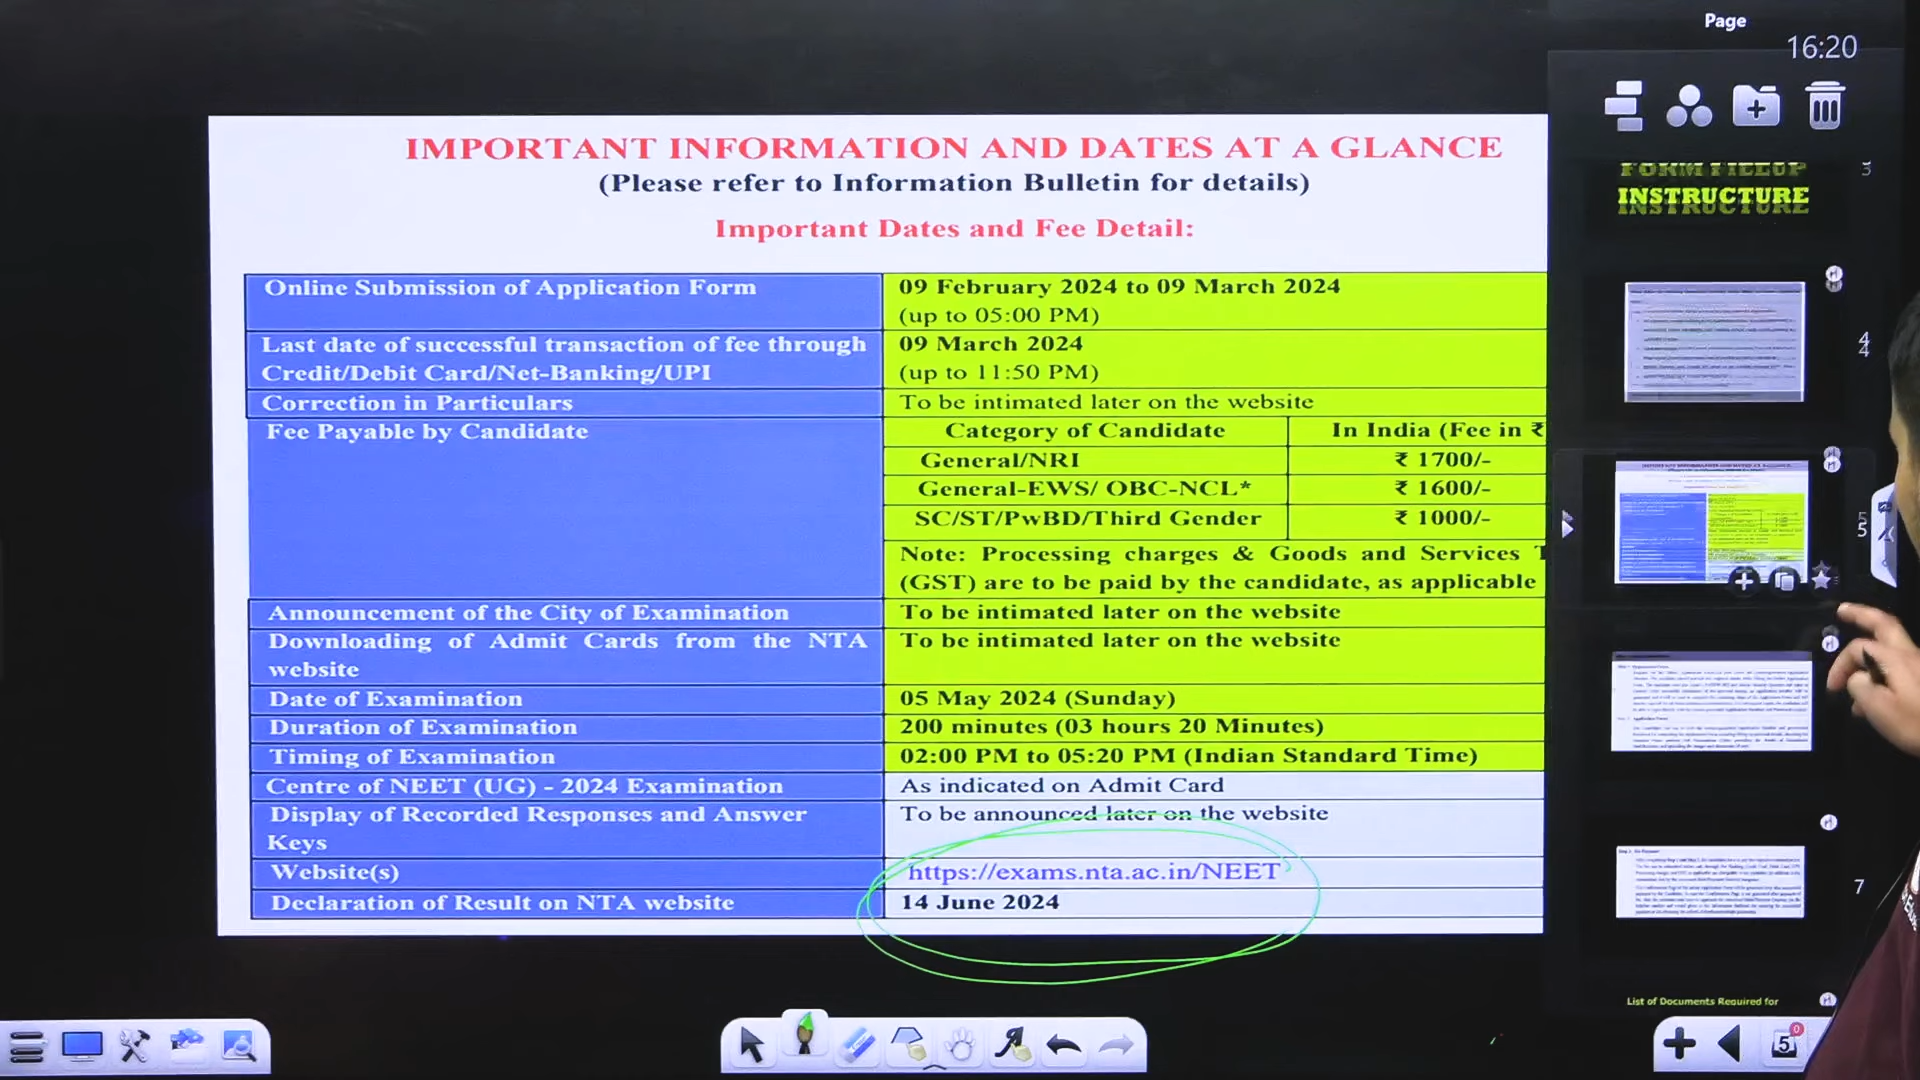 Page
16:20
IMPORTANT INFORMATION AND DATES AT A GLANCE
(Please refer to Information Bulletin for details)
Important Dates and Fee Detail:
Online Submission of Application Form
09 February 2024 to 09 March 2024
(up to 05:00 PM)
Last date of successful transaction of fee through
Credit/Debit Card/Net-Banking/UPI
09 March 2024
(up to 11:50 PM)
Correction in Particulars
To be intimated later on the website
Fee Payable by Candidate
Category of Candidate
In India (Fee in ₹
General/NRI
₹ 1700/-
General-EWS/ OBC-NCL*
₹ 1600/-
SC/ST/PwBD/Third Gender
₹ 1000/-
Note: Processing charges & Goods and Services T
(GST) are to be paid by the candidate, as applicable
Announcement of the City of Examination
To be intimated later on the website
Downloading of Admit Cards from the NTA
website
To be intimated later on the website
Date of Examination
05 May 2024 (Sunday)
Duration of Examination
200 minutes (03 hours 20 Minutes)
Timing of Examination
02:00 PM to 05:20 PM (Indian Standard Time)
Centre of NEET (UG) - 2024 Examination
As indicated on Admit Card
Display of Recorded Responses and Answer
Keys
To be announced later on the website
Website(s)
https://exams.nta.ac.in/NEET
Declaration of Result on NTA website
14 June 2024
FORM FILLUP
INSTRUCTURE
3
4
5
7
List of Documents Required for
5
0